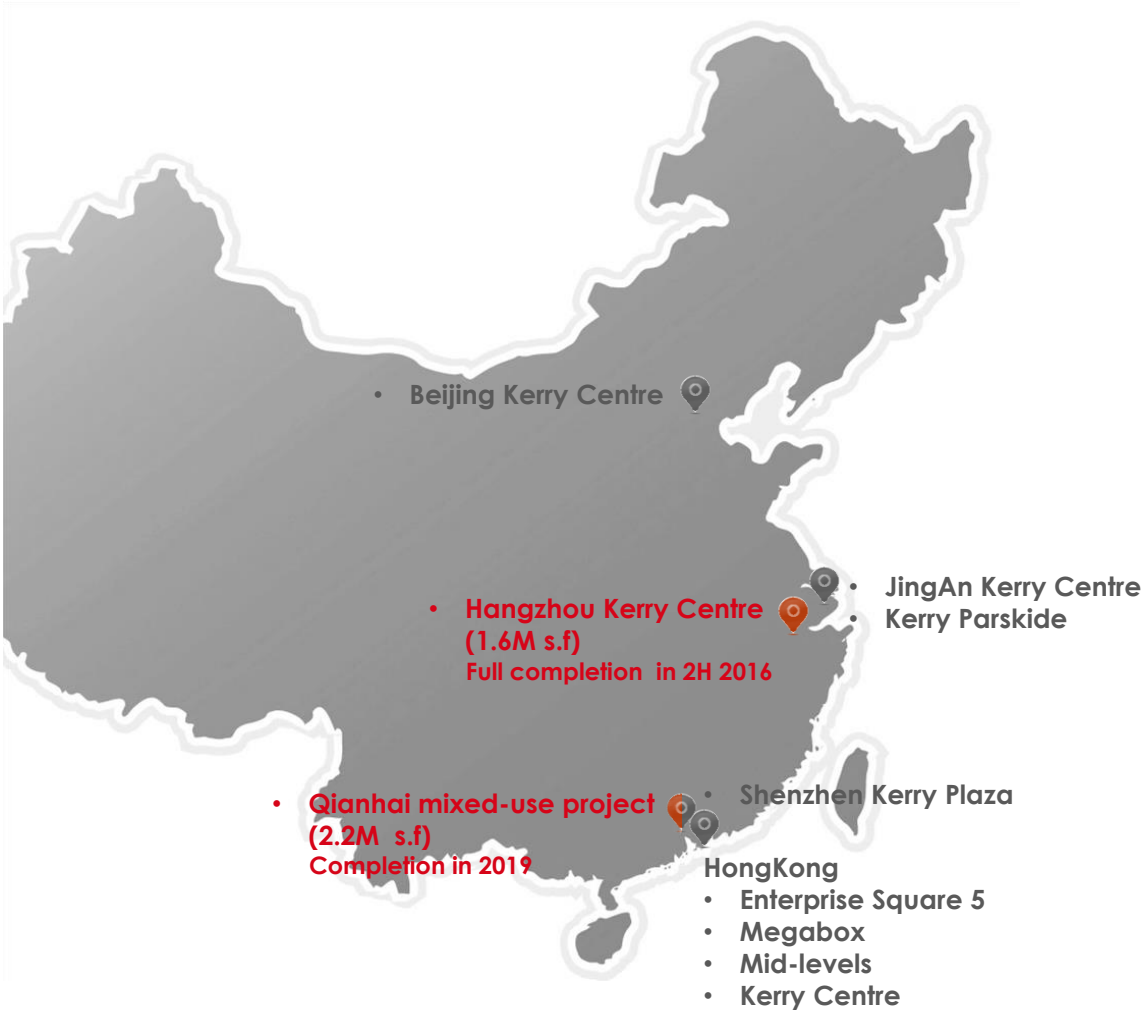 • Beijing Kerry Centre
• JingAn Kerry Centre
• Kerry Parskide
• Hangzhou Kerry Centre
(1.6M s.f)
Full completion in 2H 2016
• Shenzhen Kerry Plaza
• Qianhai mixed-use project
(2.2M s.f)
Completion in 2019
HongKong
• Enterprise Square 5
• Megabox
• Mid-levels
• Kerry Centre